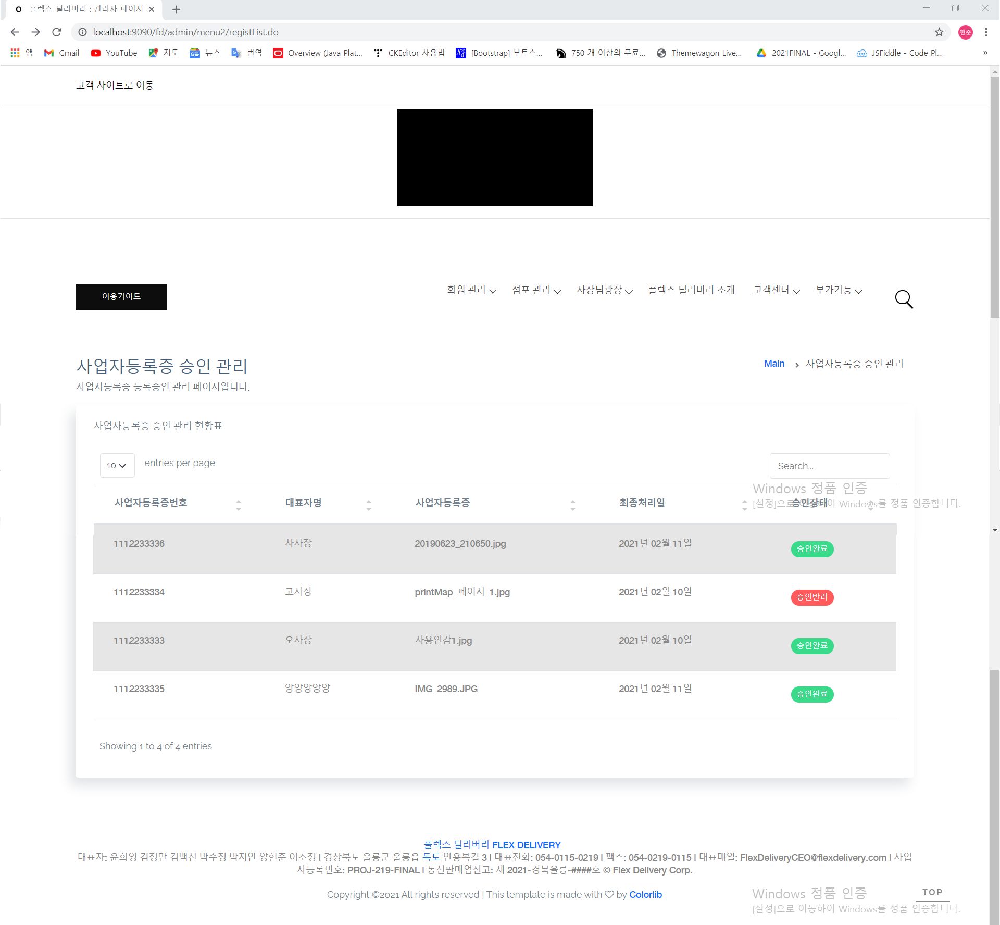 O 플렉스 딜리버리 : 관리자 페이지
localhost:9090/fd/admin/menu2/registList.do
현준
앱 Gmail YouTube 지도 뉴스 번역 Overview (Java Plat... CKEditor 사용법 [Bootstrap] 부트스... 750 개 이상의 무료... Themewagon Live... 2021FINAL - Googl... JSFiddle - Code Pl... »
고객 사이트로 이동
이용가이드 회원 관리 점포 관리 사장님광장 플렉스 딜리버리 소개 고객센터 부가기능
사업자등록증 승인 관리
Main > 사업자등록증 승인 관리
사업자등록증 등록승인 관리 페이지입니다.
사업자등록증 승인 관리 현황표
10 entries per page Search...
Windows 정품 인증
[설정]으로 이동하여 Windows를 정품 인증합니다.
사업자등록증번호 대표자명 사업자등록증 최종처리일 승인상태
1112233336 차사장 20190623_210650.jpg 2021년 02월 11일 승인완료
1112233334 고사장 printMap_페이지_1.jpg 2021년 02월 10일 승인반려
1112233333 오사장 사용인감1.jpg 2021년 02월 10일 승인완료
1112233335 양양양양양 IMG_2989.JPG 2021년 02월 11일 승인완료
Showing 1 to 4 of 4 entries
플렉스 딜리버리 FLEX DELIVERY
대표자: 윤희영 김정만 김백신 박수정 박지안 양현준 이소정 | 경상북도 울릉군 울릉읍 독도 안용복길 3 | 대표전화: 054-0115-0219 | 팩스: 054-0219-0115 | 대표메일: FlexDeliveryCEO@flexdelivery.com | 사업
자등록번호: PROJ-219-FINAL | 통신판매업신고: 제 2021-경북울릉-####호 © Flex Delivery Corp.
Copyright ©2021 All rights reserved | This template is made with ♡ by Colorlib
Windows 정품 인증
TOP
[설정]으로 이동하여 Windows를 정품 인증합니다.